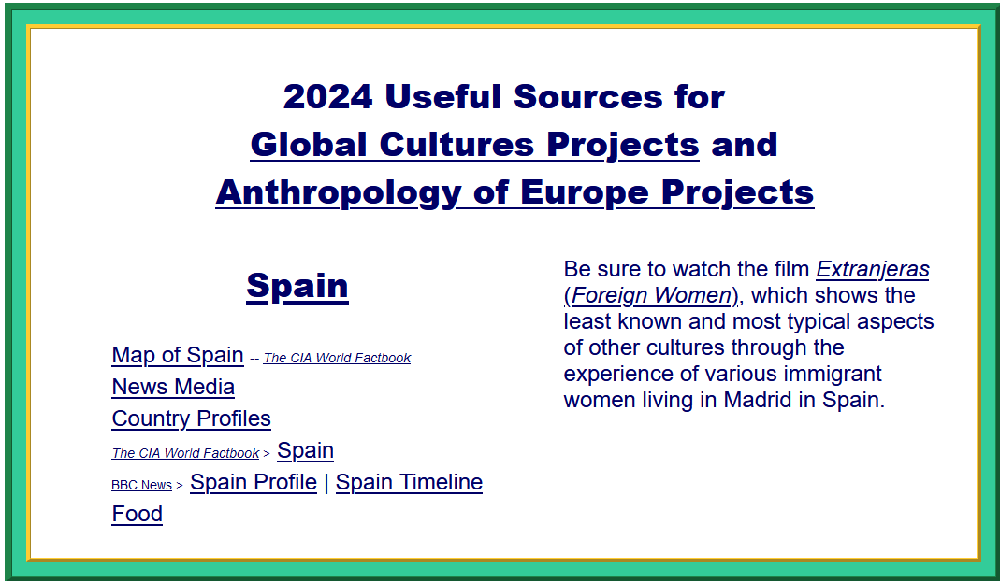 2024 Useful Sources for
Global Cultures Projects and
Anthropology of Europe Projects
Spain
Map of Spain -- The CIA World Factbook
News Media
Country Profiles
The CIA World Factbook > Spain
BBC News > Spain Profile | Spain Timeline
Food
Be sure to watch the film Extranjeras
(Foreign Women), which shows the
least known and most typical aspects
of other cultures through the
experience of various immigrant
women living in Madrid in Spain.